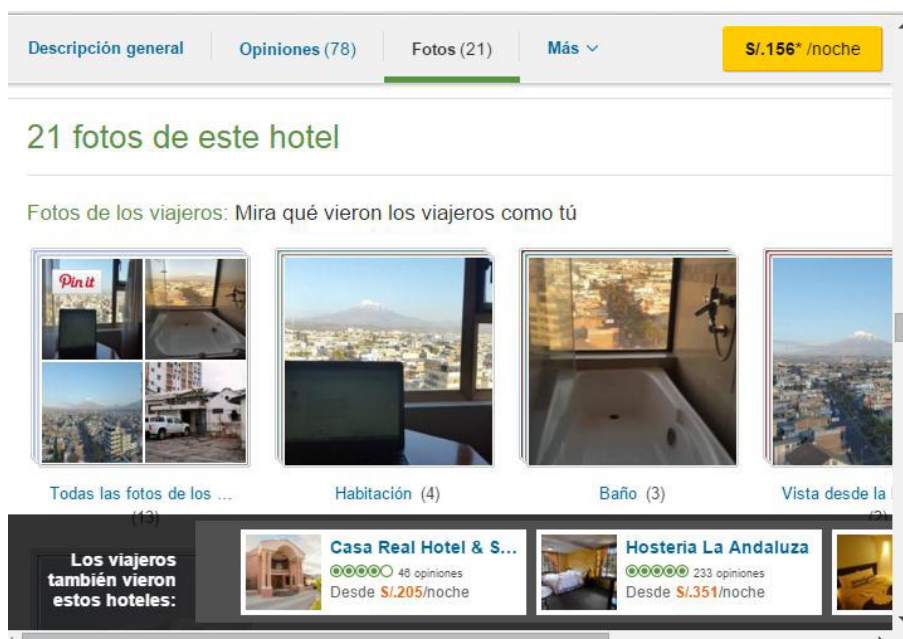 Descripción general Opiniones (78) Fotos (21) Más S/.156* /noche
21 fotos de este hotel
Fotos de los viajeros: Mira qué vieron los viajeros como tú
Pin it
Todas las fotos de los ... Habitación (4) Baño (3) Vista desde la
(13) (2)
Los viajeros
también vieron
estos hoteles:
Casa Real Hotel & S...
46 opiniones
Desde S/.205/noche
Hosteria La Andaluza
233 opiniones
Desde S/.351/noche